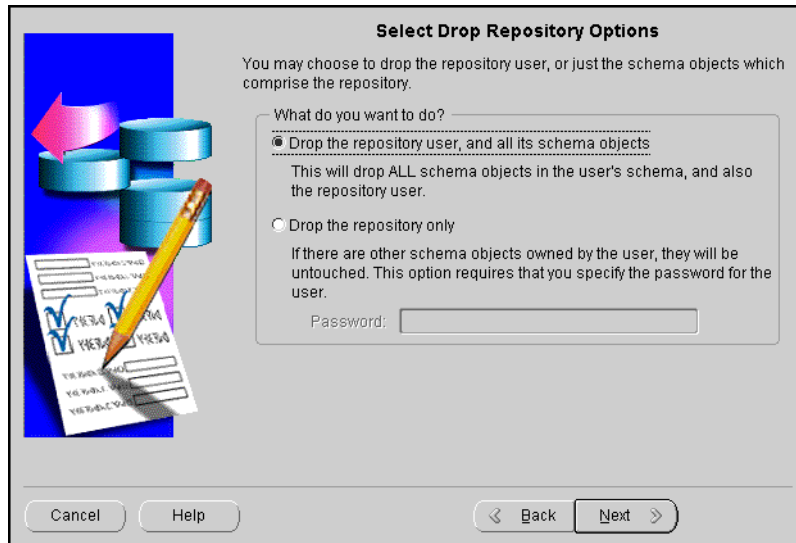 Select Drop Repository Options
You may choose to drop the repository user, or just the schema objects which
comprise the repository.
What do you want to do?
Drop the repository user, and all its schema objects
This will drop ALL schema objects in the user's schema, and also
the repository user.
Drop the repository only
If there are other schema objects owned by the user, they will be
untouched. This option requires that you specify the password for the
user.
Password:
Cancel
Help
Back
Next